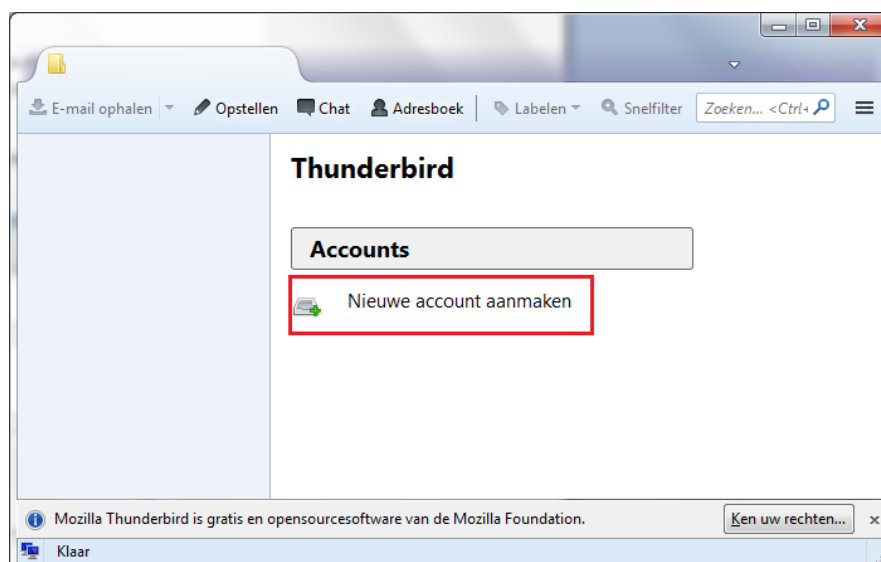 E-mail ophalen Opstellen Chat Adresboek Labelen Snelfilter Zoeken... <Ctrl+
Thunderbird
Accounts
Nieuwe account aanmaken
Mozilla Thunderbird is gratis en opensourcesoftware van de Mozilla Foundation. Ken uw rechten... x
Klaar